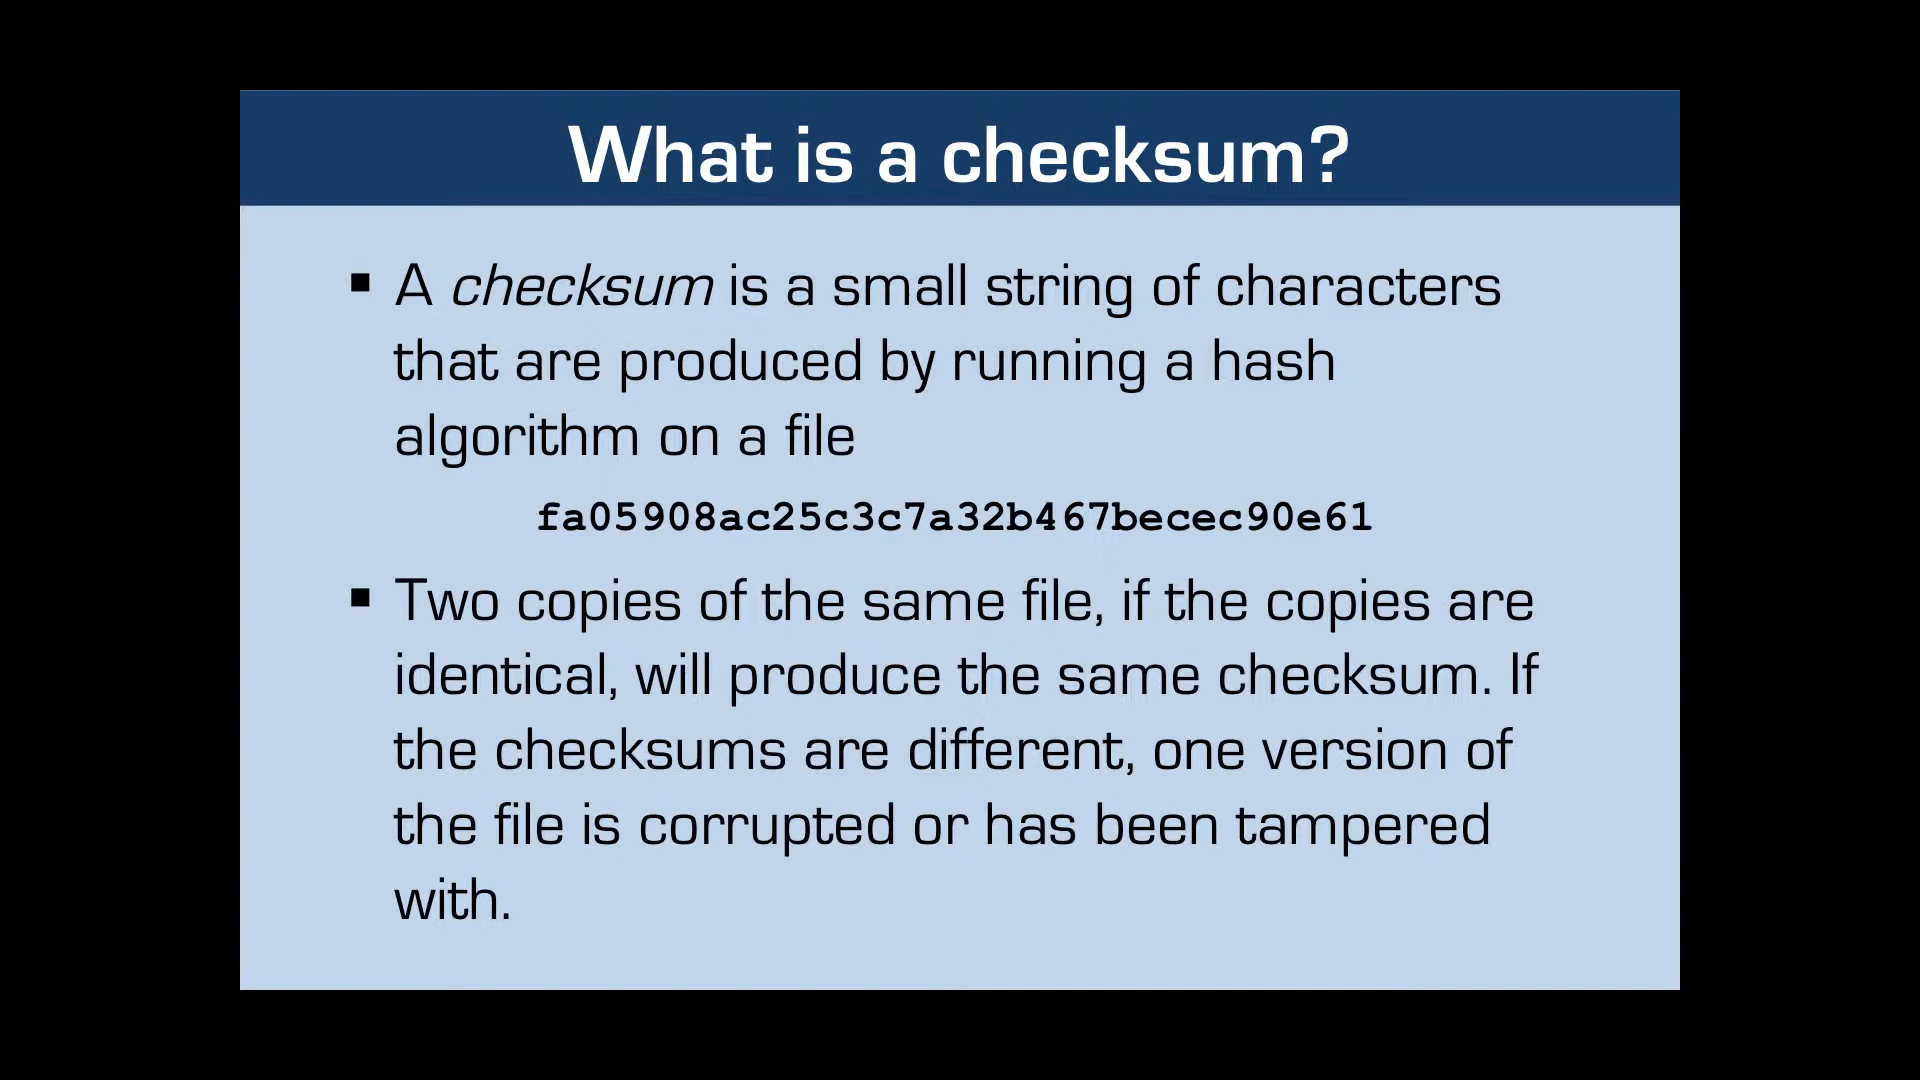 What is a checksum?
▪ A checksum is a small string of characters
that are produced by running a hash
algorithm on a file
fa05908ac25c3c7a32b467becec90e61
▪ Two copies of the same file, if the copies are
identical, will produce the same checksum. If
the checksums are different, one version of
the file is corrupted or has been tampered
with.